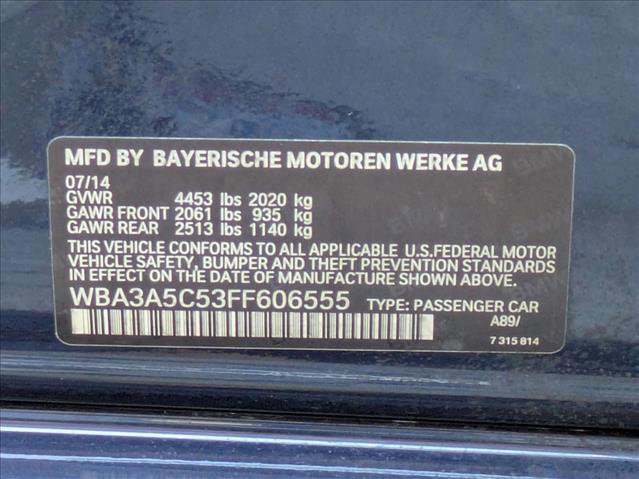 MFD BY BAYERISCHE MOTOREN WERKE AG
07/14
GVWR 4453 lbs 2020 kg
GAWR FRONT 2061 lbs 935 kg
GAWR REAR 2513 lbs 1140 kg
THIS VEHICLE CONFORMS TO ALL APPLICABLE U.S.FEDERAL MOTOR
VEHICLE SAFETY, BUMPER AND THEFT PREVENTION STANDARDS
IN EFFECT ON THE DATE OF MANUFACTURE SHOWN ABOVE.
WBA3A5C53FF606555 TYPE: PASSENGER CAR
A89/
7 315 814